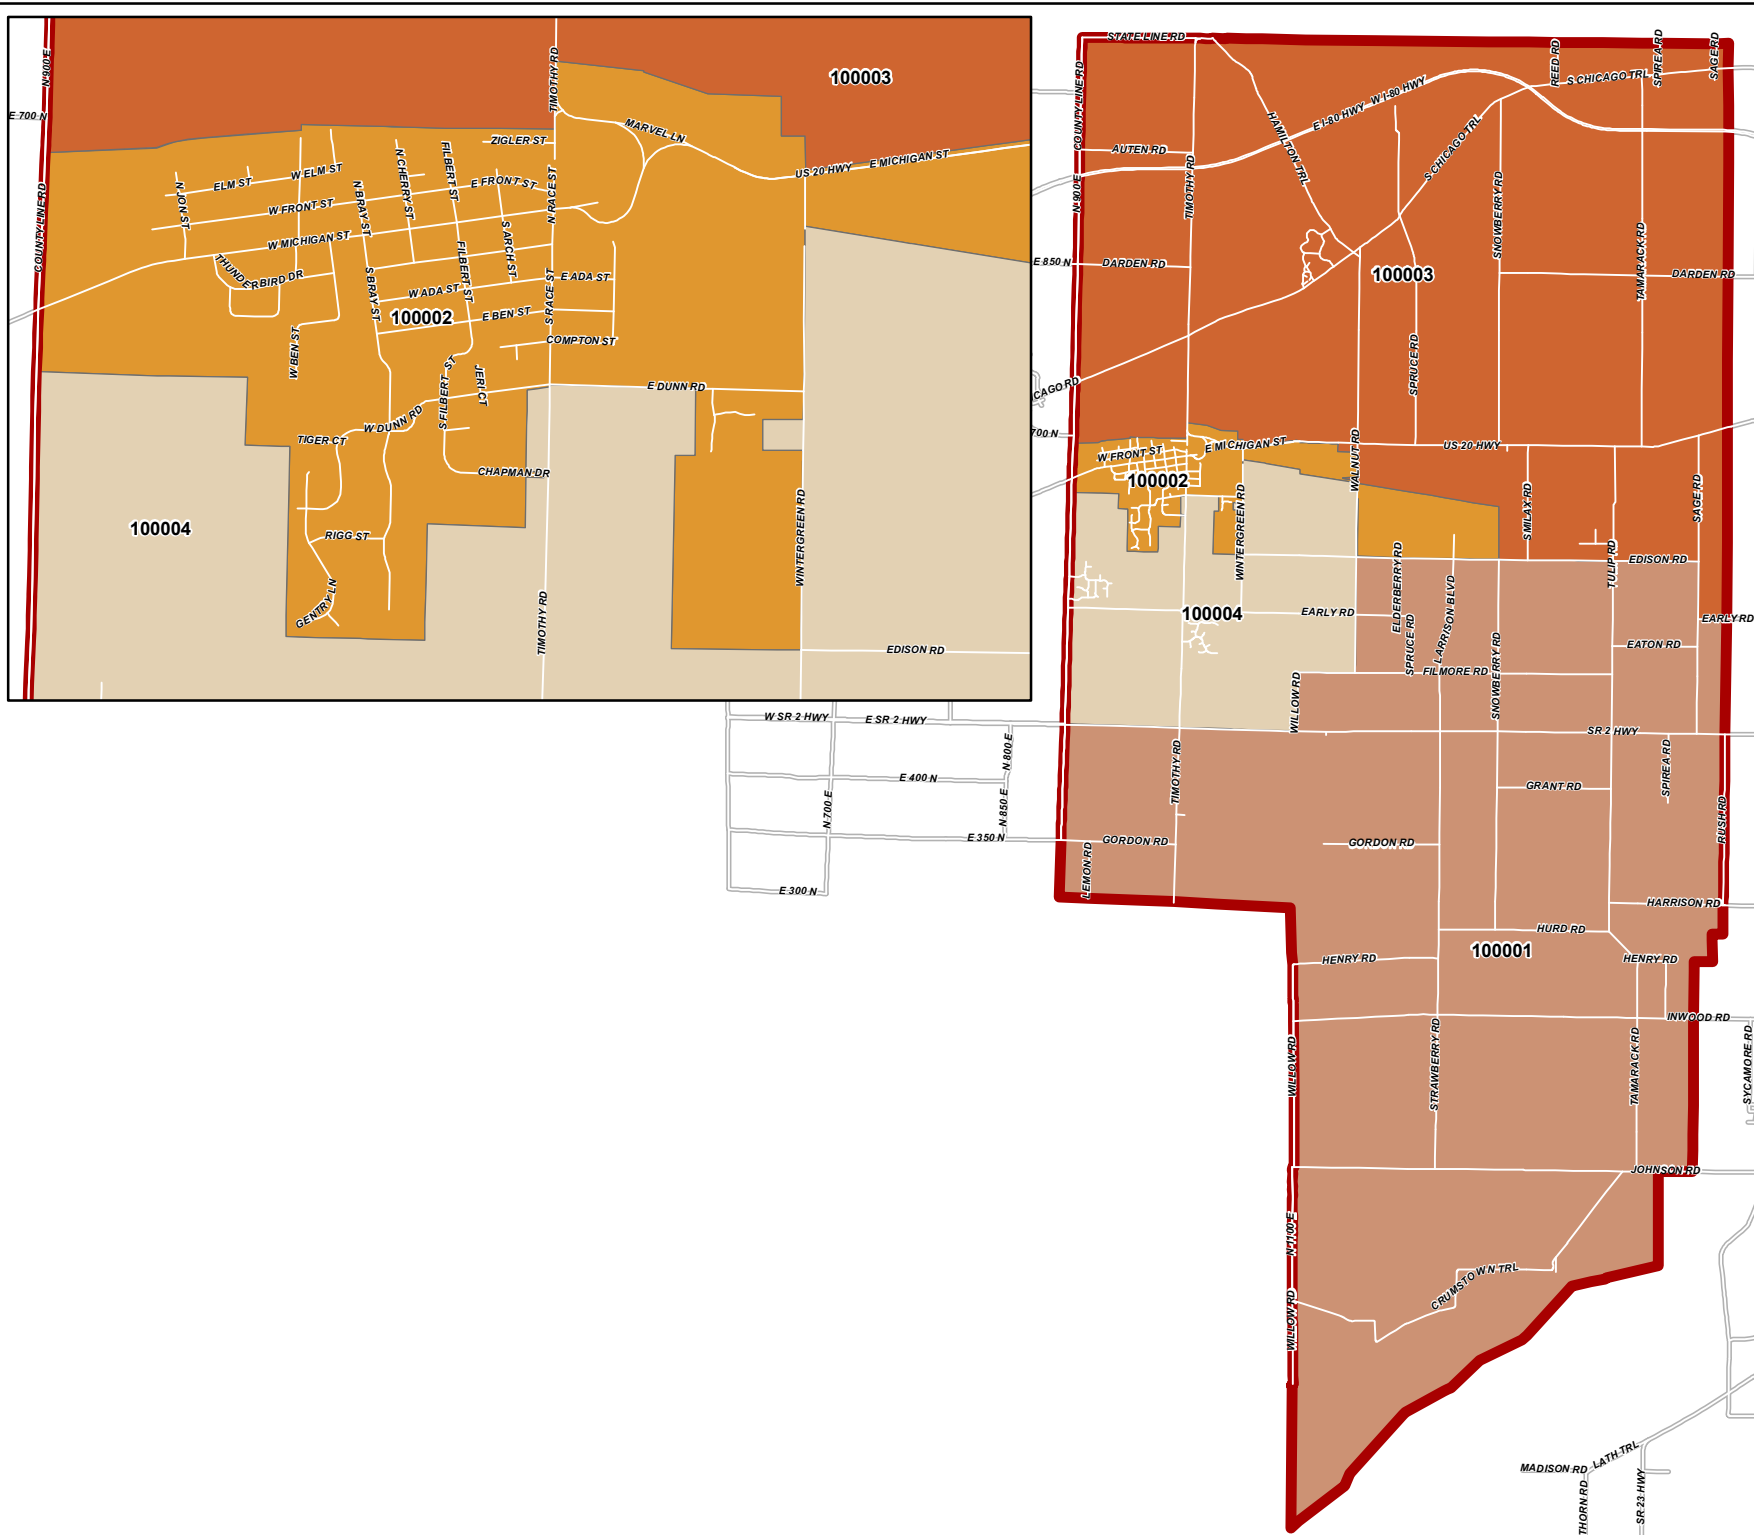 N 900 E
E 700 N
COUNTY LINE RD
TIMOTHY RD
100003
ZIGLER ST
MARVEL LN
US 20 HWY
E MICHIGAN ST
N JON ST
ELM ST
W ELM ST
N BRAY ST
N CHERRY ST
FILBERT ST
E FRONT ST
N RACE ST
W FRONT ST
W MICHIGAN ST
S ARCH ST
THUNDERBIRD DR
S BRAY ST
FILBERT ST
W ADA ST
E ADA ST
S RACE ST
100002
E BEN ST
W BEN ST
COMPTON ST
S FILBERT ST
JERI CT
E DUNN RD
W DUNN RD
TIGER CT
CHAPMAN DR
100004
RIGG ST
GENTRY LN
WINTERGREEN RD
TIMOTHY RD
EDISON RD
STATE LINE RD
COUNTY LINE RD
REED RD
SPIREA RD
SAGE RD
S CHICAGO TRL
W I-80 HWY
E I-80 HWY
HAMILTON TRL
AUTEN RD
TIMOTHY RD
N 900 E
S CHICAGO TRL
SNOWBERRY RD
TAMARACK RD
E 850 N
DARDEN RD
100003
DARDEN RD
SPRUCE RD
CAGO RD
700 N
W FRONT ST
E MICHIGAN ST
WALNUT RD
US 20 HWY
100002
WINTERGREEN RD
SMILAX RD
SAGE RD
TULIP RD
EDISON RD
ELDERBERRY RD
LARRISON BLVD
100004
EARLY RD
EARLY RD
SPRUCE RD
EATON RD
FILMORE RD
WILLOW RD
SNOWBERRY RD
W SR 2 HWY
E SR 2 HWY
SR 2 HWY
N 800 E
TIMOTHY RD
SPIREA RD
E 400 N
GRANT RD
N 700 E
N 850 E
RUSH RD
E 350 N
GORDON RD
GORDON RD
LEMON RD
E 300 N
HARRISON RD
HURD RD
100001
HENRY RD
HENRY RD
INWOOD RD
WILLOW RD
STRAWBERRY RD
TAMARACK RD
SYCAMORE RD
JOHNSON RD
N 1100 E
CRUMSTOWN TRL
WILLOW RD
LATH TRL
MADISON RD
THORN RD
SR 23 HWY